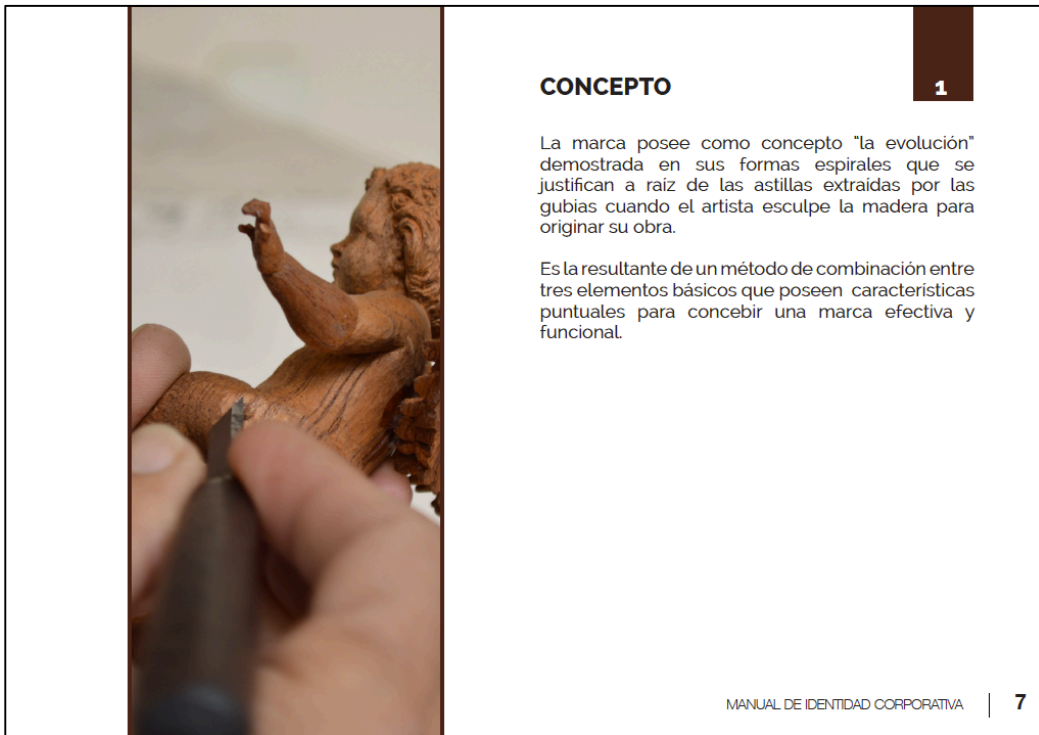 CONCEPTO
1
La marca posee como concepto "la evolución"
demostrada en sus formas espirales que se
justifican a raíz de las astillas extraídas por las
gubias cuando el artista esculpe la madera para
originar su obra.
Es la resultante de un método de combinación entre
tres elementos básicos que poseen características
puntuales para concebir una marca efectiva y
funcional.
MANUAL DE IDENTIDAD CORPORATIVA
7